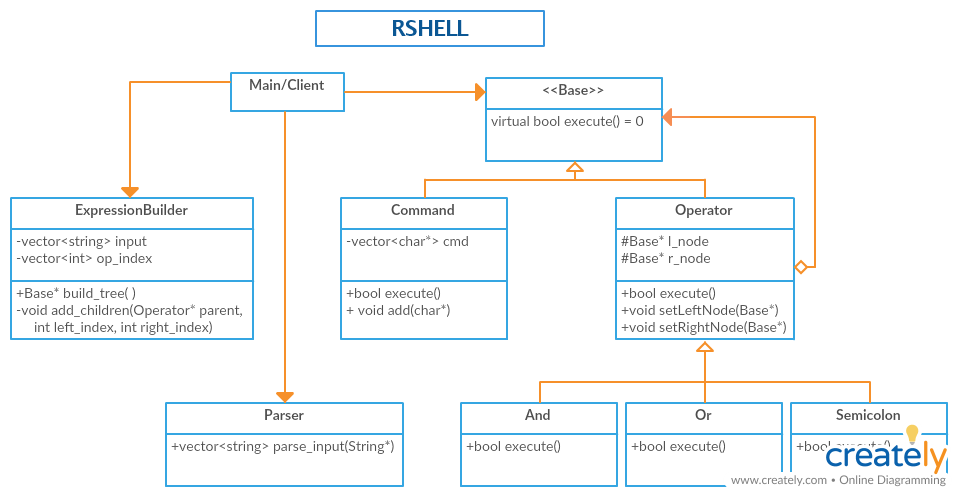 RSHELL
Main/Client
<<Base>>
virtual bool execute() = 0
ExpressionBuilder
-vector<string> input
-vector<int> op_index
+Base* build_tree( )
-void add_children(Operator* parent,
int left_index, int right_index)
Command
-vector<char*> cmd
+bool execute()
+ void add(char*)
Operator
#Base* l_node
#Base* r_node
+bool execute()
+void setLeftNode(Base*)
+void setRightNode(Base*)
Parser
+vector<string> parse_input(String*)
And
+bool execute()
Or
+bool execute()
Semicolon
+bool execute()
creately
www.creately.com • Online Diagramming